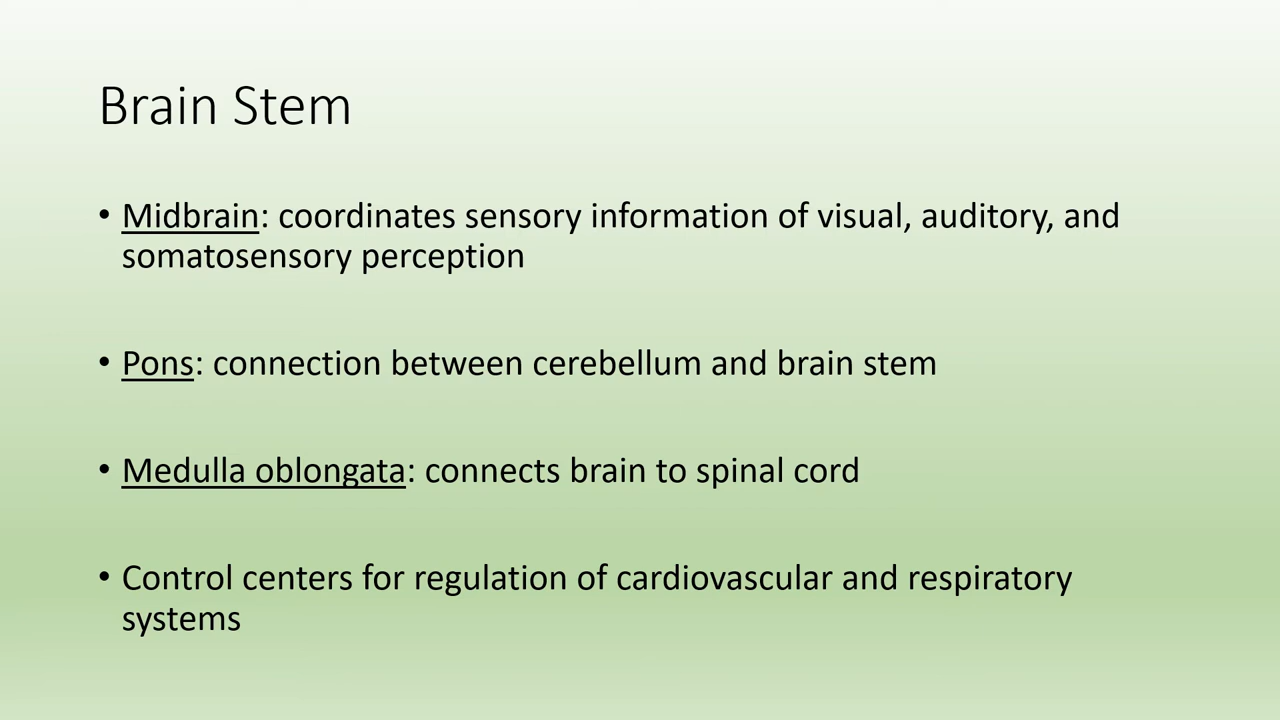 Brain Stem
• Midbrain: coordinates sensory information of visual, auditory, and
somatosensory perception
• Pons: connection between cerebellum and brain stem
• Medulla oblongata: connects brain to spinal cord
• Control centers for regulation of cardiovascular and respiratory
systems